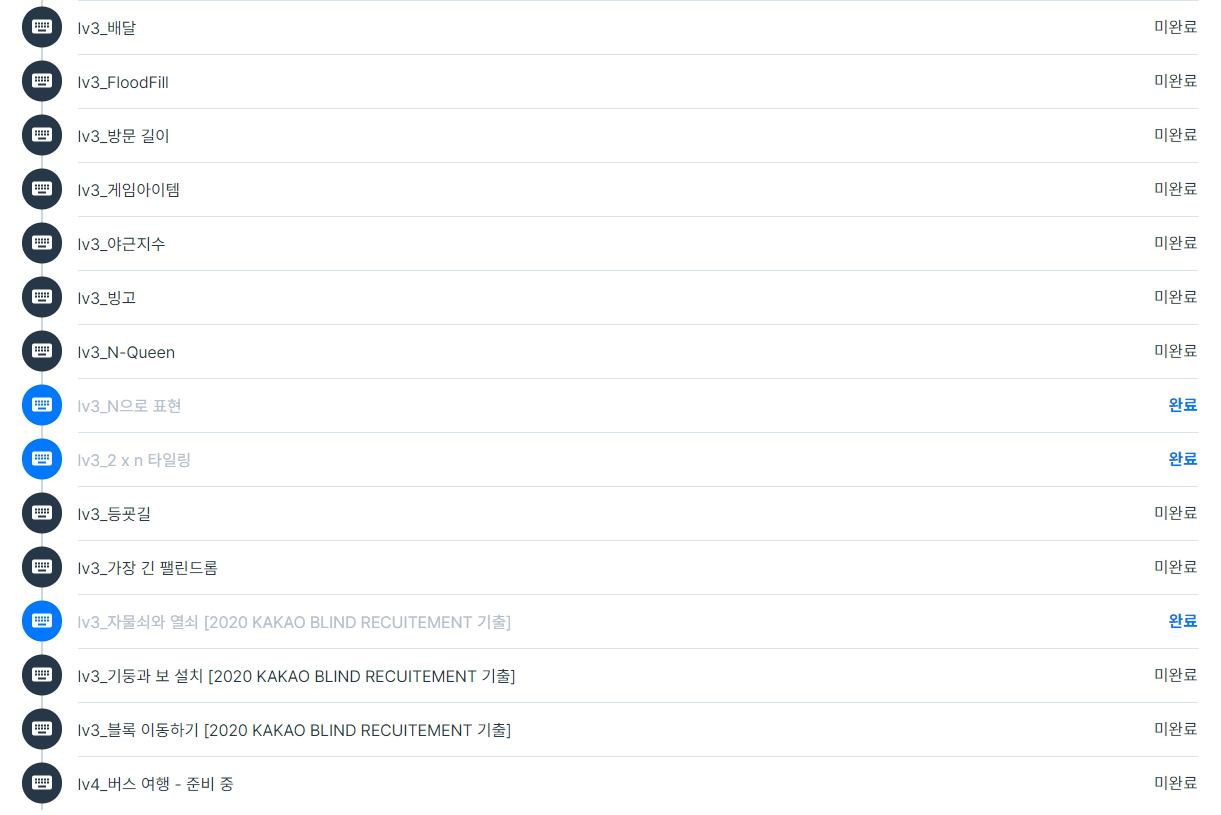 lv3_배달 미완료
lv3_FloodFill 미완료
lv3_방문 길이 미완료
lv3_게임아이템 미완료
lv3_야근지수 미완료
lv3_빙고 미완료
lv3_N-Queen 미완료
lv3_N으로 표현 완료
lv3_2 x n 타일링 완료
lv3_등굣길 미완료
lv3_가장 긴 팰린드롬 미완료
lv3_자물쇠와 열쇠 [2020 KAKAO BLIND RECUITEMENT 기출] 완료
lv3_기둥과 보 설치 [2020 KAKAO BLIND RECUITEMENT 기출] 미완료
lv3_블록 이동하기 [2020 KAKAO BLIND RECUITEMENT 기출] 미완료
lv4_버스 여행 - 준비 중 미완료